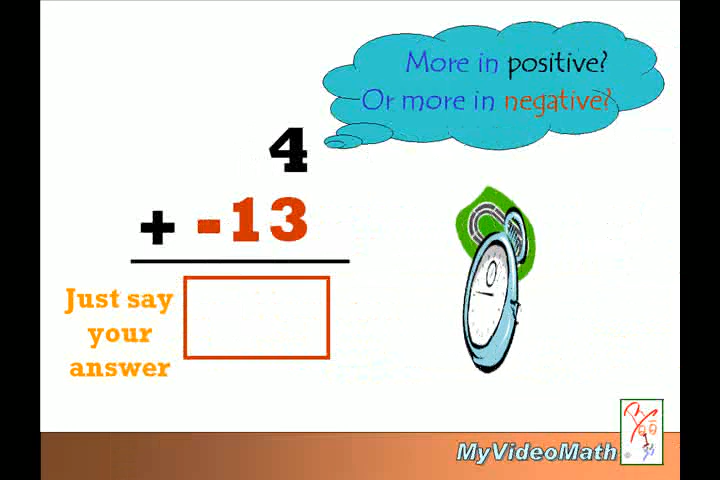 More in positive?
Or more in negative?
4
+ -13
Just say
your
answer
MyVideoMath